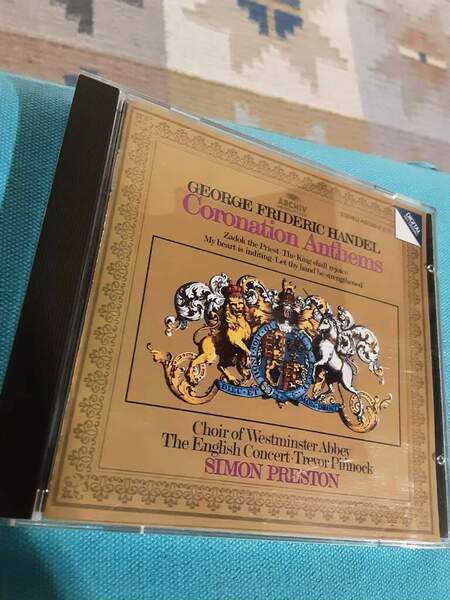 ARCHIV
GEORGE FRIDERIC HANDEL
Coronation Anthems
Zadok the Priest · The King shall rejoice
My heart is inditing · Let thy hand be strengthened
Choir of Westminster Abbey
The English Concert · Trevor Pinnock
SIMON PRESTON